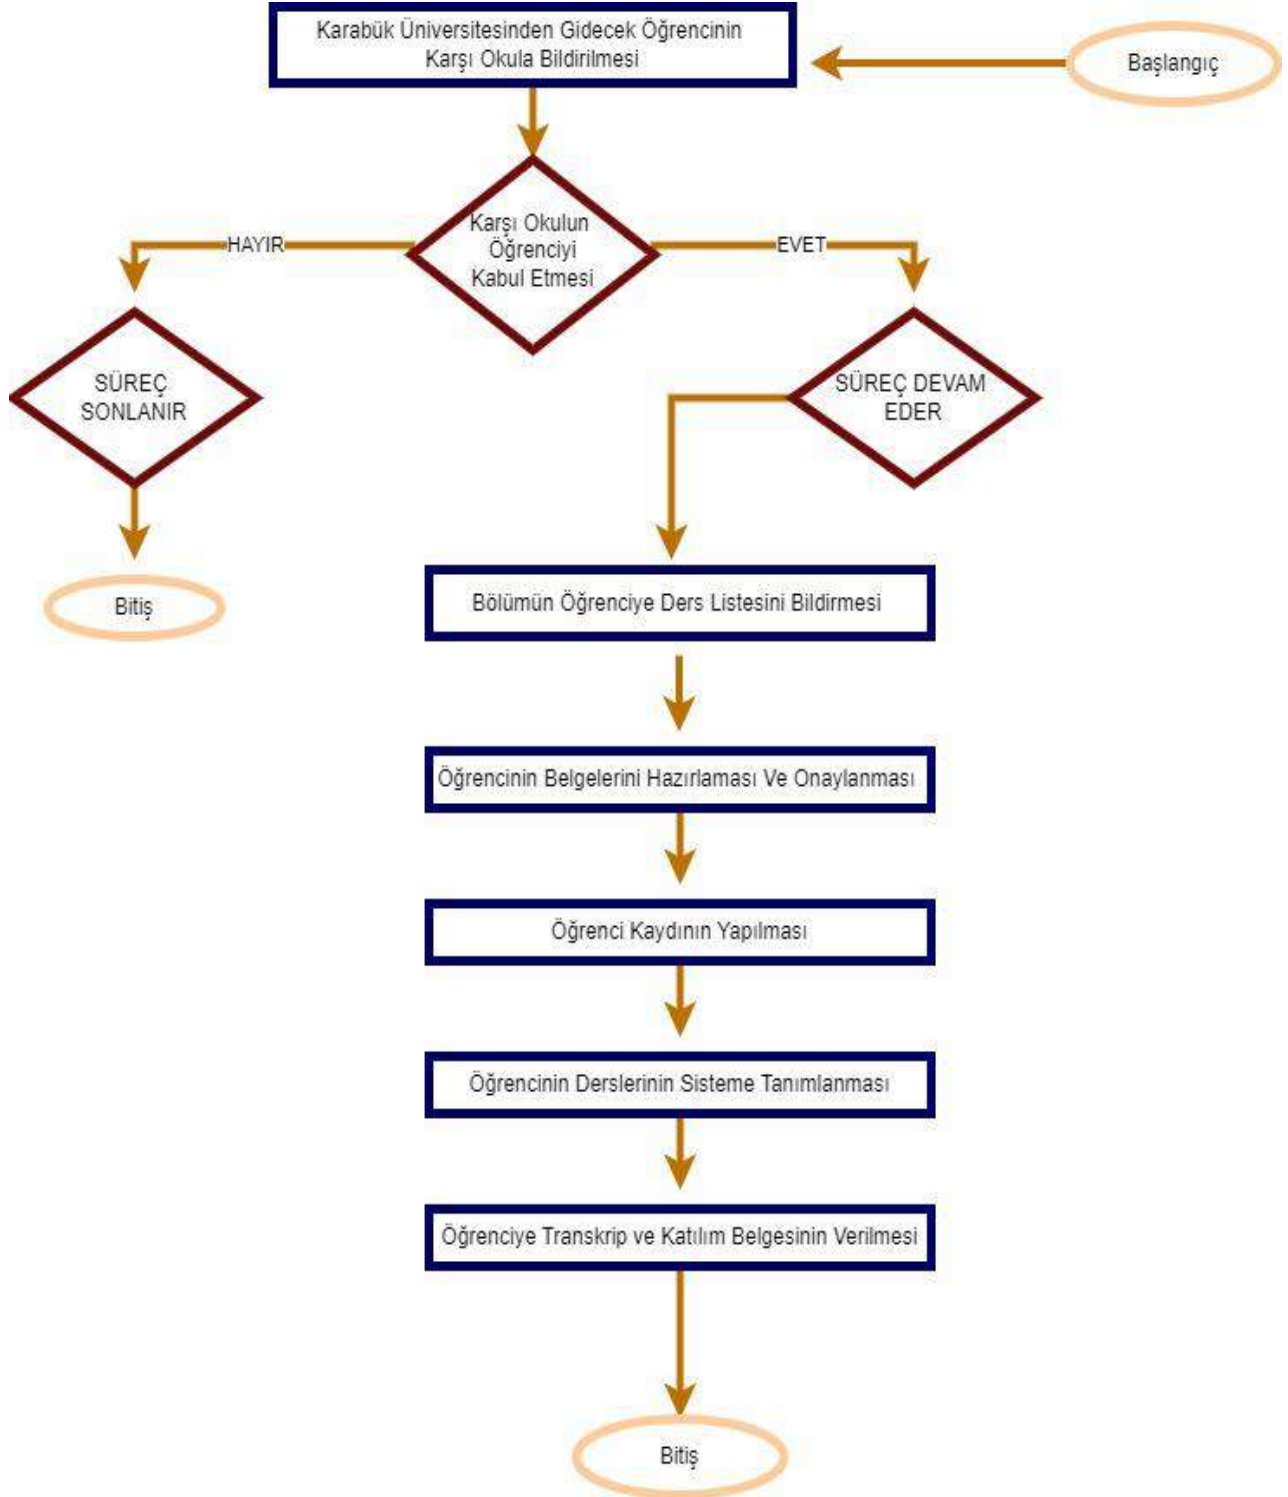 Karabük Üniversitesinden Gidecek Öğrencinin
Karşı Okula Bildirilmesi
Başlangıç
Karşı Okulun
Öğrenciyi
Kabul Etmesi
HAYIR
EVET
SÜREÇ
SONLANIR
SÜREÇ DEVAM
EDER
Bitiş
Bölümün Öğrenciye Ders Listesini Bildirmesi
Öğrencinin Belgelerini Hazırlaması Ve Onaylanması
Öğrenci Kaydının Yapılması
Öğrencinin Derslerinin Sisteme Tanımlanması
Öğrenciye Transkrip ve Katılım Belgesinin Verilmesi
Bitiş